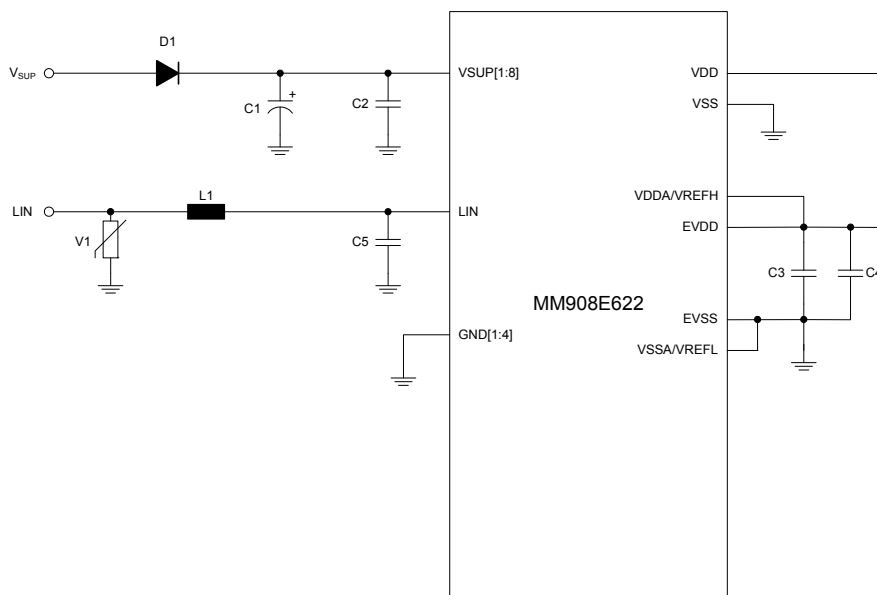 D1
VSUP
VSUP[1:8]
VDD
+
C1
C2
VSS
L1
VDDA/VREFH
LIN
LIN
EVDD
V1
C5
C3
C4
MM908E622
EVSS
GND[1:4]
VSSA/VREFL